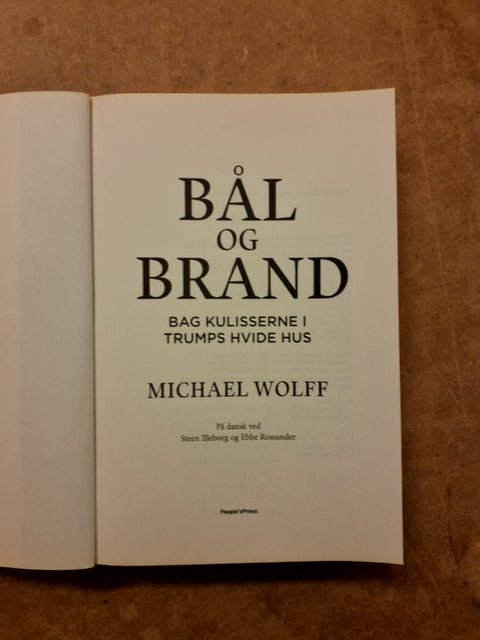 BÅL
OG
BRAND
BAG KULISSERNE I
TRUMPS HVIDE HUS
MICHAEL WOLFF
På dansk ved
Steen Illeborg og Ebbe Rossander
People'sPress